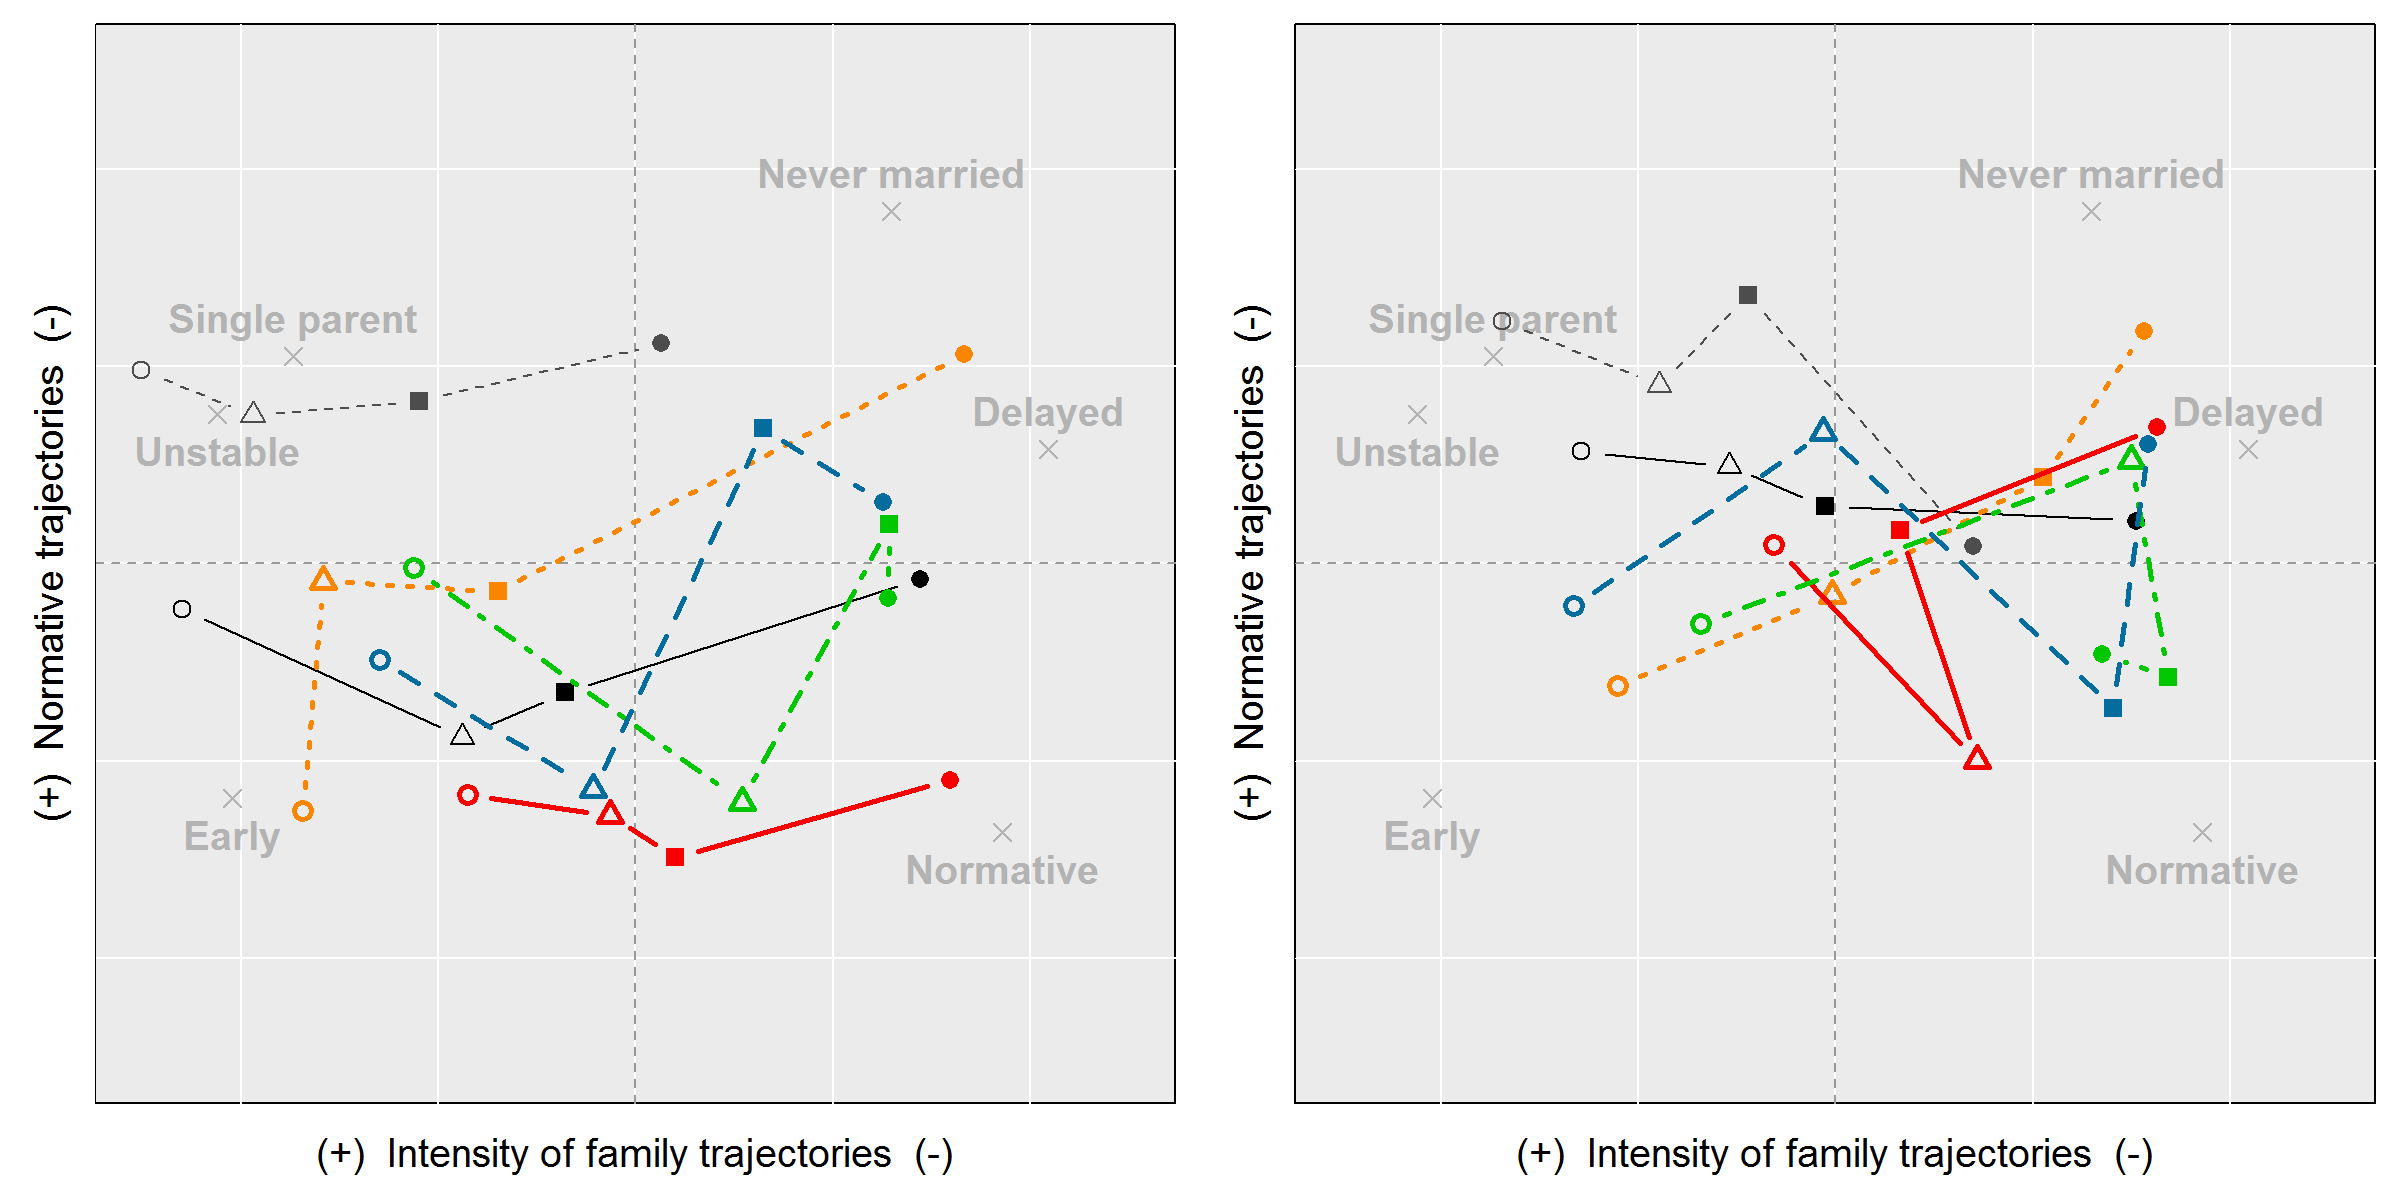 Never married
Single parent
Delayed
Unstable
Early
Normative
(+)  Normative trajectories  (-)
(+)  Intensity of family trajectories  (-)
Never married
Single parent
Delayed
Unstable
Early
Normative
(+)  Normative trajectories  (-)
(+)  Intensity of family trajectories  (-)